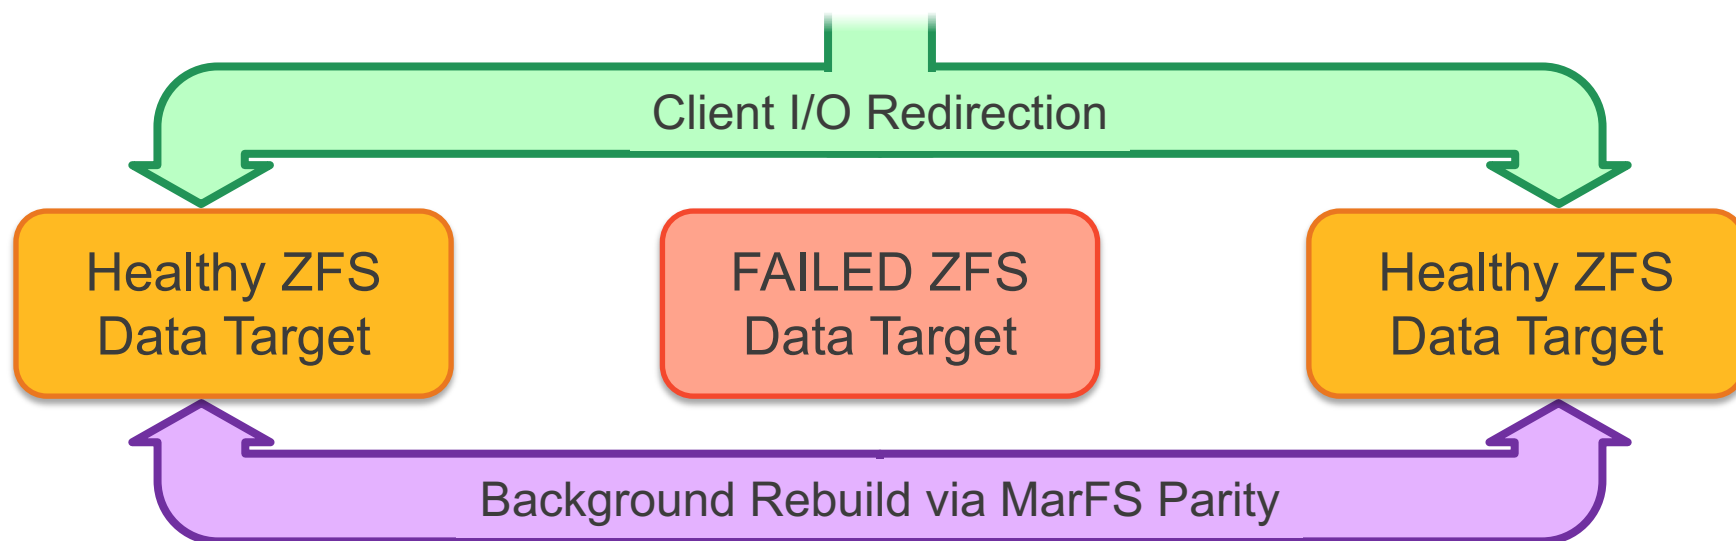 Client I/O Redirection
Healthy ZFS
Data Target
FAILED ZFS
Data Target
Healthy ZFS
Data Target
Background Rebuild via MarFS Parity